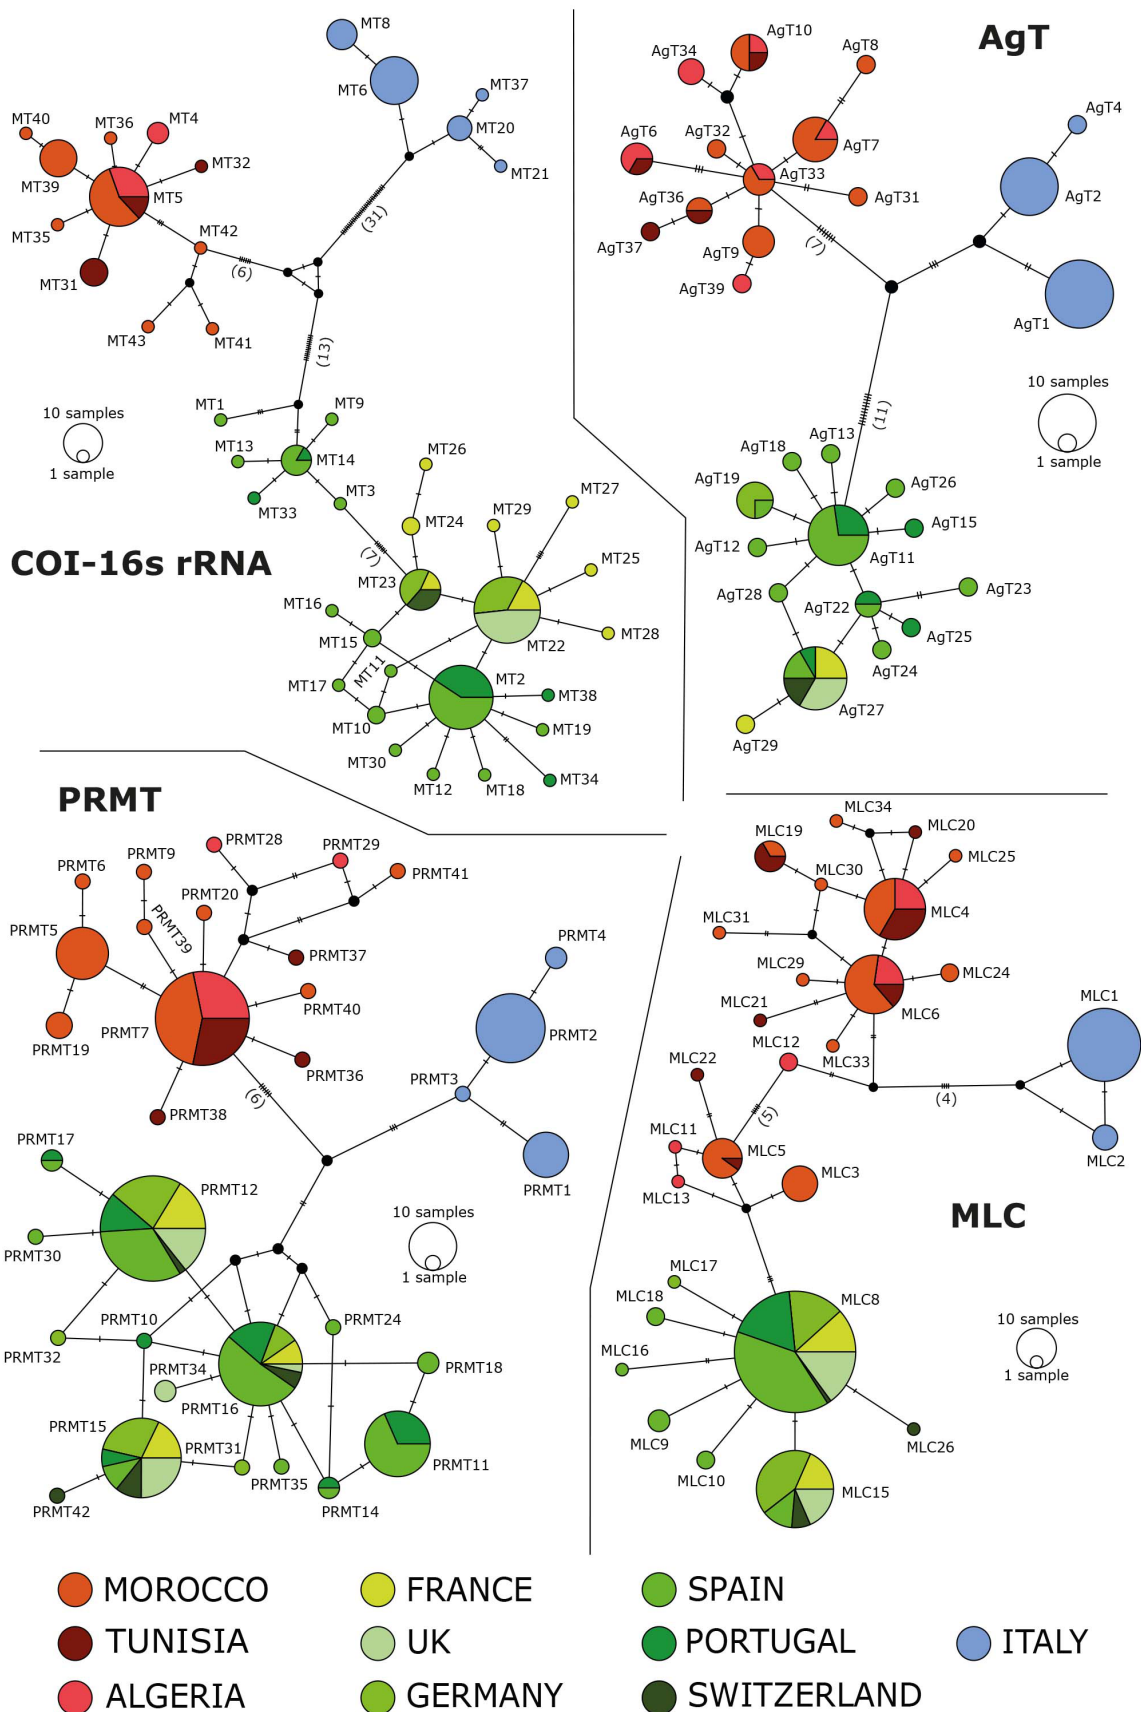 MT8
MT6
MT37
MT20
MT21
MT40
MT36
MT4
MT39
MT5
MT32
MT35
MT42
MT31
(6)
(31)
MT43
MT41
(13)
MT1
MT9
10 samples
1 sample
MT13
MT14
MT26
MT33
MT3
MT24
MT29
MT27
COI-16s rRNA
(7)
MT23
MT25
MT16
MT22
MT28
MT15
MT11
MT17
MT2
MT38
MT10
MT19
MT30
MT12
MT18
MT34
AgT
AgT10
AgT34
AgT8
AgT4
AgT6
AgT32
AgT7
AgT33
AgT2
AgT36
AgT31
AgT37
AgT9
(7)
AgT39
AgT1
10 samples
1 sample
(11)
AgT18
AgT13
AgT19
AgT26
AgT15
AgT12
AgT11
AgT28
AgT22
AgT23
AgT25
AgT24
AgT27
AgT29
PRMT
PRMT28
PRMT29
PRMT6
PRMT9
PRMT41
PRMT20
PRMT5
PRMT39
PRMT37
PRMT4
PRMT7
PRMT40
PRMT2
PRMT19
PRMT36
PRMT3
PRMT38
(6)
PRMT17
PRMT12
PRMT1
PRMT30
10 samples
1 sample
PRMT10
PRMT24
PRMT32
PRMT34
PRMT18
PRMT16
PRMT15
PRMT31
PRMT11
PRMT35
PRMT42
PRMT14
MLC34
MLC19
MLC20
MLC30
MLC25
MLC4
MLC31
MLC29
MLC24
MLC21
MLC6
MLC1
MLC33
MLC22
MLC12
(4)
(5)
MLC11
MLC5
MLC2
MLC13
MLC3
MLC
MLC17
MLC8
MLC18
10 samples
1 sample
MLC16
MLC9
MLC26
MLC10
MLC15
MOROCCO
FRANCE
SPAIN
TUNISIA
UK
PORTUGAL
ITALY
ALGERIA
GERMANY
SWITZERLAND